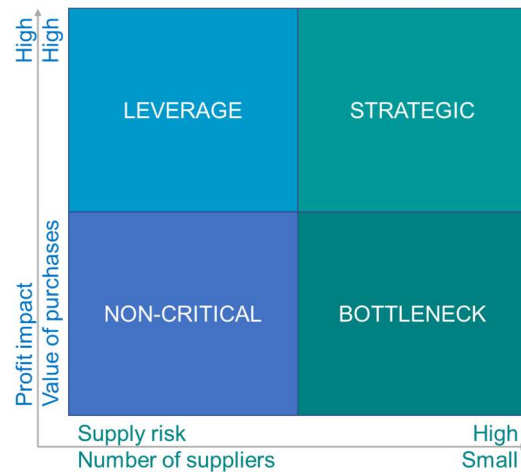 High
High
LEVERAGE
STRATEGIC
Profit impact
Value of purchases
NON-CRITICAL
BOTTLENECK
Supply risk
High
Number of suppliers
Small